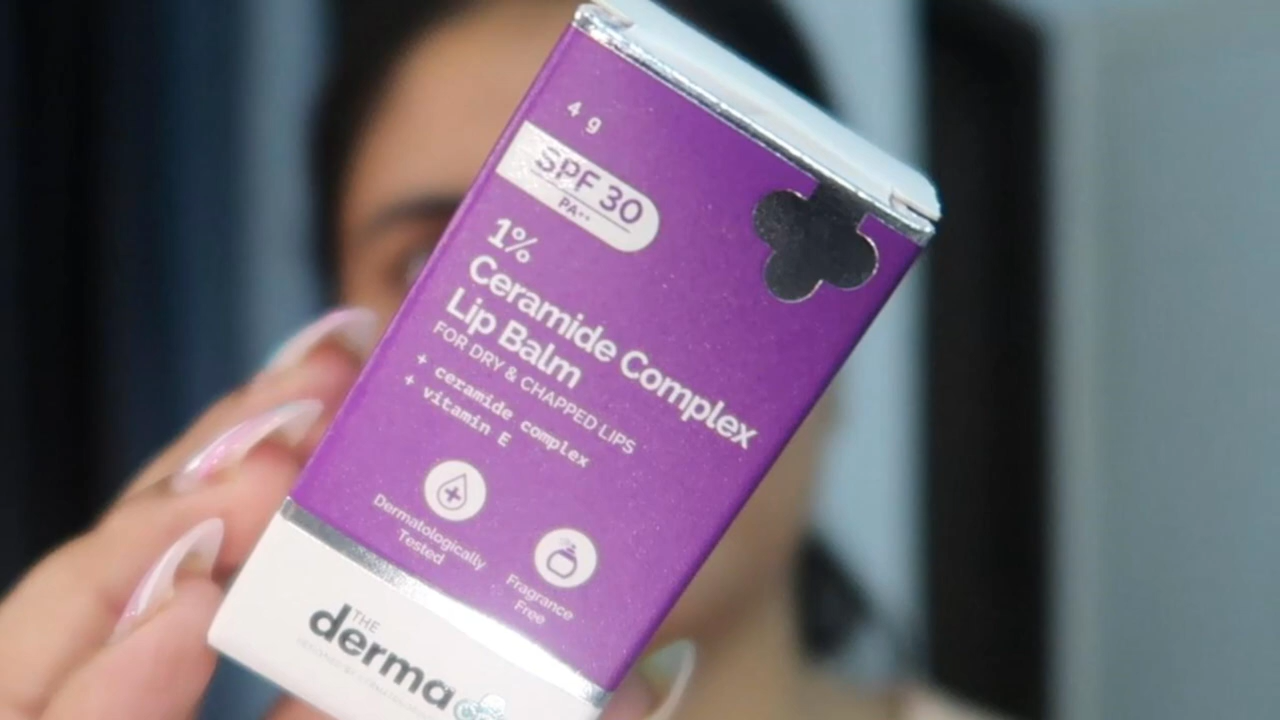 4 g
SPF 30
PA++
1%
Ceramide Complex
Lip Balm
FOR DRY & CHAPPED LIPS
+ ceramide complex
+ vitamin E
Dermatologically
Tested
Fragrance
Free
THE
derma